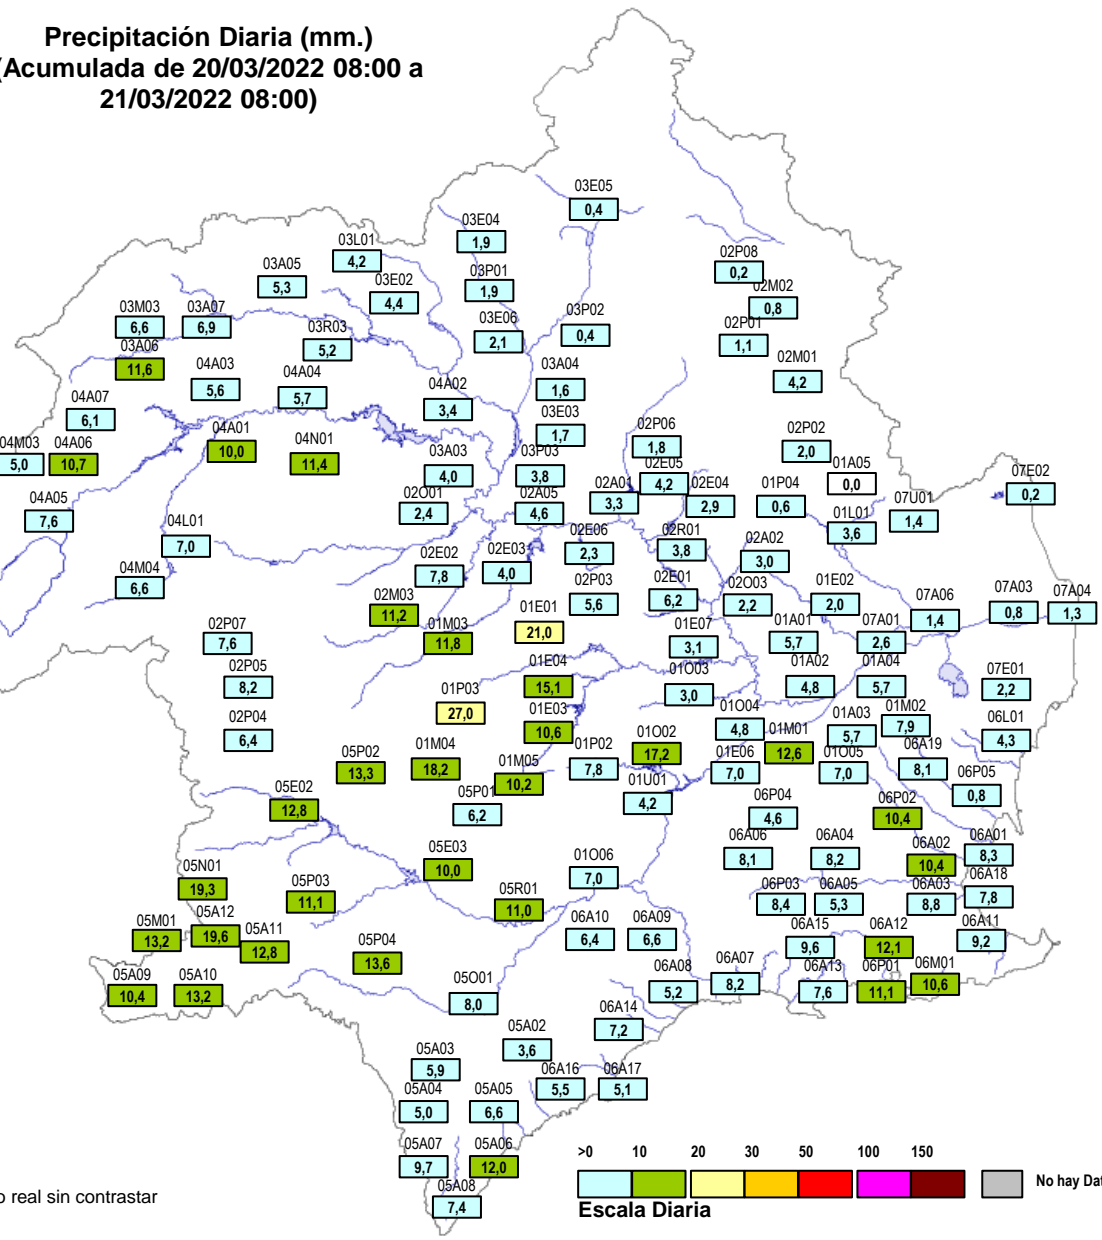 Precipitación Diaria (mm.)
(Acumulada de 20/03/2022 08:00 a
21/03/2022 08:00)
03E05
0,4
03E04
1,9
03L01
4,2
03A05
5,3
03E02
4,4
03P01
1,9
02P08
0,2
02M02
0,8
03M03
6,6
03A07
6,9
03R03
5,2
03E06
2,1
03P02
0,4
02P01
1,1
03A06
11,6
04A03
5,6
04A04
5,7
04A02
3,4
03A04
1,6
02M01
4,2
04A07
6,1
03E03
1,7
04M03
5,0
04A06
10,7
04A01
10,0
04N01
11,4
03A03
4,0
03P03
3,8
02P06
1,8
02P02
2,0
01A05
0,0
07E02
0,2
04A05
7,6
02O01
2,4
02A05
4,6
02A01
3,3
02E05
4,2
02E04
2,9
01P04
0,6
07U01
1,4
01L01
3,6
04L01
7,0
02E02
7,8
02E03
4,0
02E06
2,3
02R01
3,8
02A02
3,0
04M04
6,6
02M03
11,2
02P03
5,6
02E01
6,2
02O03
2,2
01E02
2,0
07A06
1,4
07A03
0,8
07A04
1,3
02P07
7,6
01M03
11,8
01E01
21,0
01E07
3,1
01A01
5,7
07A01
2,6
02P05
8,2
01P03
27,0
01E04
15,1
01O03
3,0
01A02
4,8
01A04
5,7
07E01
2,2
02P04
6,4
01E03
10,6
01O04
4,8
01A03
5,7
01M02
7,9
06L01
4,3
05P02
13,3
01M04
18,2
01M05
10,2
01P02
7,8
01O02
17,2
01E06
7,0
01M01
12,6
01O05
7,0
06A19
8,1
06P05
0,8
05E02
12,8
05P01
6,2
01U01
4,2
06P04
4,6
06P02
10,4
05E03
10,0
06A06
8,1
06A04
8,2
06A02
10,4
06A01
8,3
05N01
19,3
05P03
11,1
05R01
11,0
01O06
7,0
06P03
8,4
06A05
5,3
06A03
8,8
06A18
7,8
05M01
13,2
05A12
19,6
05A11
12,8
05P04
13,6
06A10
6,4
06A09
6,6
06A15
9,6
06A12
12,1
06A11
9,2
05A09
10,4
05A10
13,2
05O01
8,0
06A08
5,2
06A07
8,2
06A13
7,6
06P01
11,1
06M01
10,6
05A02
3,6
06A14
7,2
05A03
5,9
06A16
5,5
06A17
5,1
05A04
5,0
05A05
6,6
05A07
9,7
05A06
12,0
05A08
7,4
>0 10 20 30 50 100 150
No hay Dat
Escala Diaria
o real sin contrastar